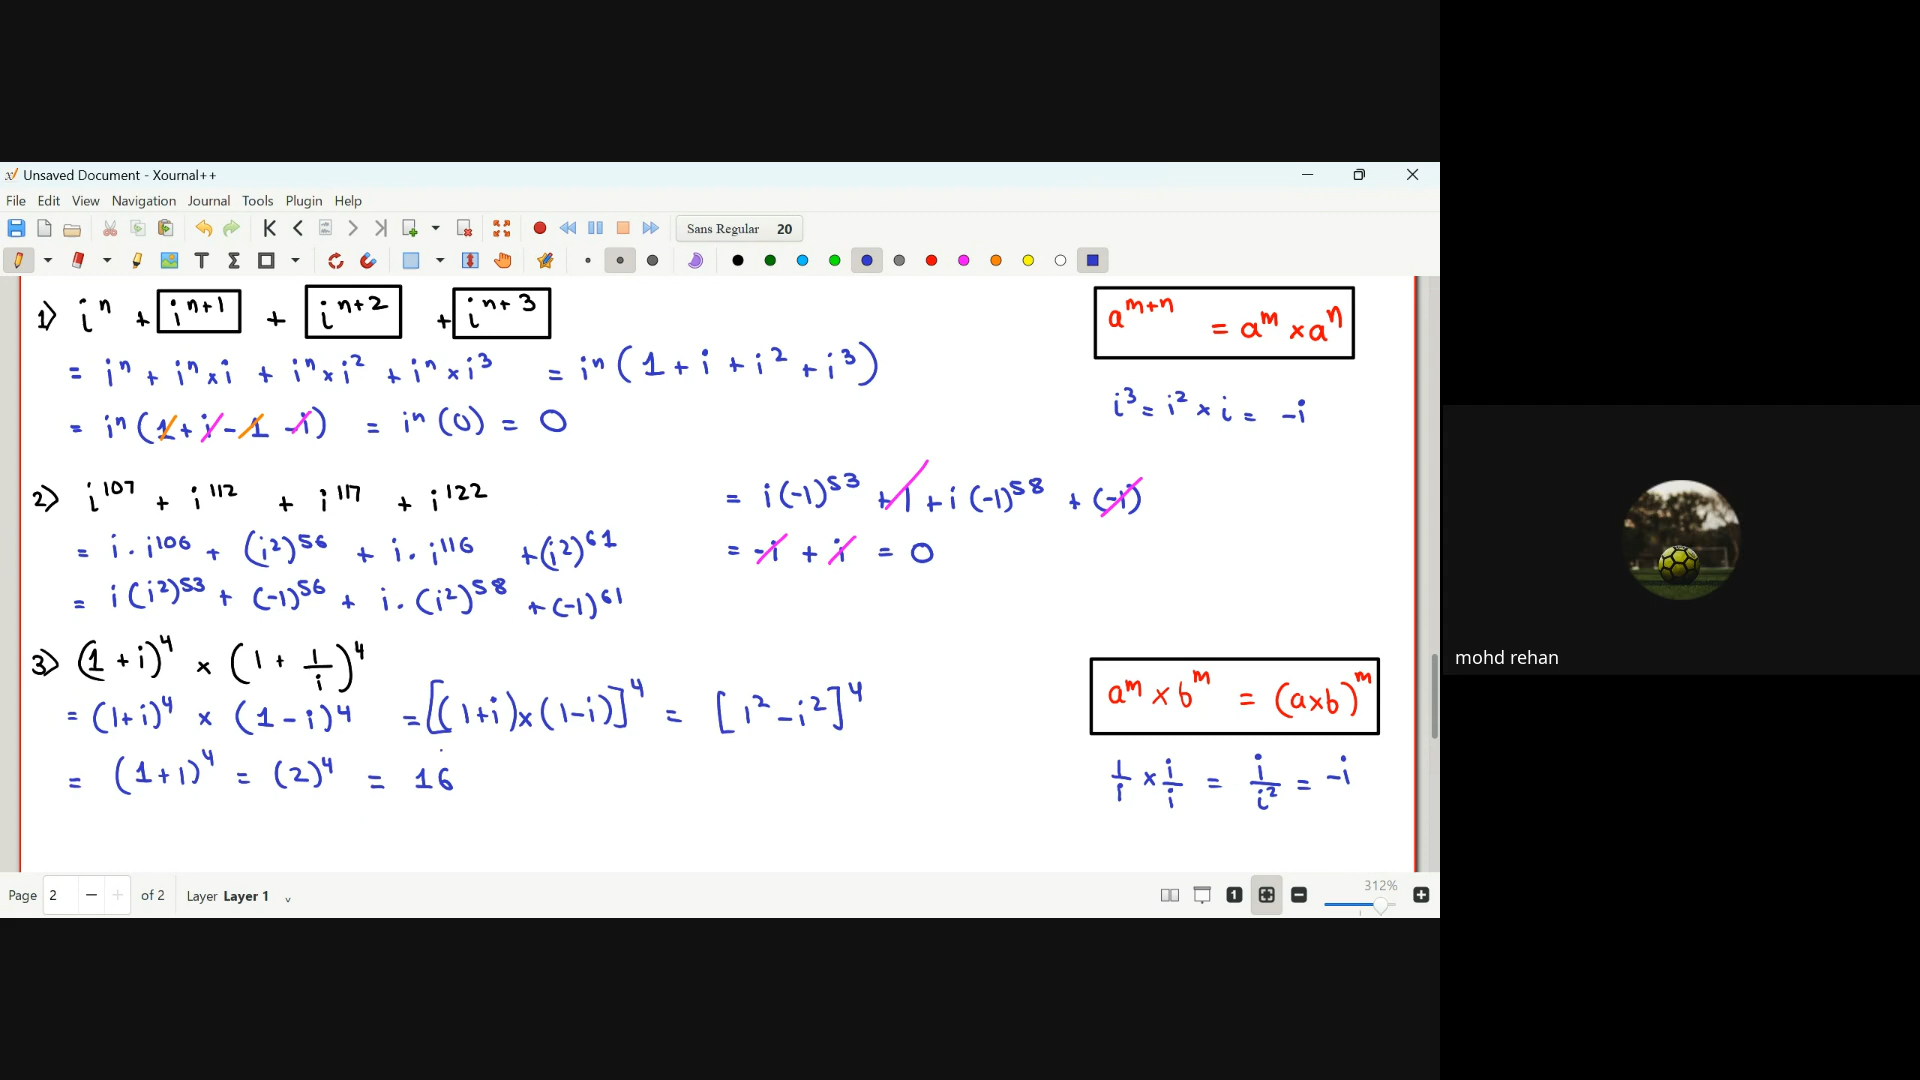 Unsaved Document - Xournal++
File Edit View Navigation Journal Tools Plugin Help
Sans Regular 20
1) iⁿ + iⁿ⁺¹ + iⁿ⁺² + iⁿ⁺³
= iⁿ + iⁿ×i + iⁿ×i² + iⁿ×i³ = iⁿ(1 + i + i² + i³)
= iⁿ(1+i-1-i) = iⁿ(0) = 0
aᵐ⁺ⁿ = aᵐ×aⁿ
i³ = i²×i = -i
2) i¹⁰⁷ + i¹¹² + i¹¹⁷ + i¹²²
= i·i¹⁰⁶ + (i²)⁵⁶ + i·i¹¹⁶ + (i²)⁶¹
= i(i²)⁵³ + (-1)⁵⁶ + i·(i²)⁵⁸ + (-1)⁶¹
= i(-1)⁵³ + 1 + i(-1)⁵⁸ + (-i)
= -i + i = 0
3) (1+i)⁴ × (1 + 1/i)⁴
= (1+i)⁴ × (1-i)⁴ = [(1+i)×(1-i)]⁴ = [1²-i²]⁴
= (1+1)⁴ = (2)⁴ = 16
aᵐ×bᵐ = (a×b)ᵐ
1/i × i/i = i/i² = -i
mohd rehan
Page 2 of 2 Layer Layer 1 1 312%